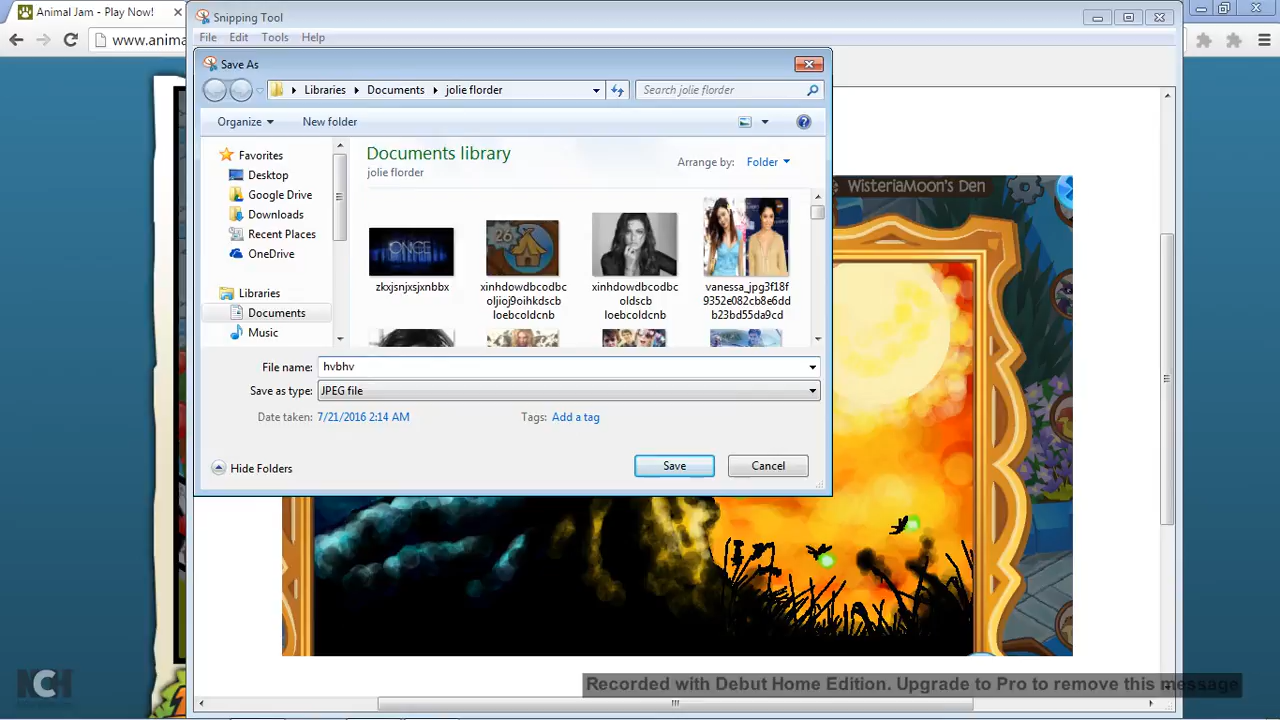 Animal Jam - Play Now!
www.anima
Snipping Tool
File Edit Tools Help
Save As
Libraries Documents jolie florder
Search jolie florder
Organize New folder
Favorites
Desktop
Google Drive
Downloads
Recent Places
OneDrive
Libraries
Documents
Music
Documents library
jolie florder
Arrange by: Folder
ONCE
26
zkxjsnjxsjxnbbx
xinhdowdbcodbc
oljioj9oihkdscb
loebcoldcnb
xinhdowdbcodbc
oldscb
loebcoldcnb
vanessa_jpg3f18f
9352e082cb8e6dd
b23bd55da9cd
File name: hvbhv
Save as type: JPEG file
Date taken: 7/21/2016 2:14 AM
Tags: Add a tag
Hide Folders
Save Cancel
WisteriaMoon's Den
NCH
Recorded with Debut Home Edition. Upgrade to Pro to remove this message